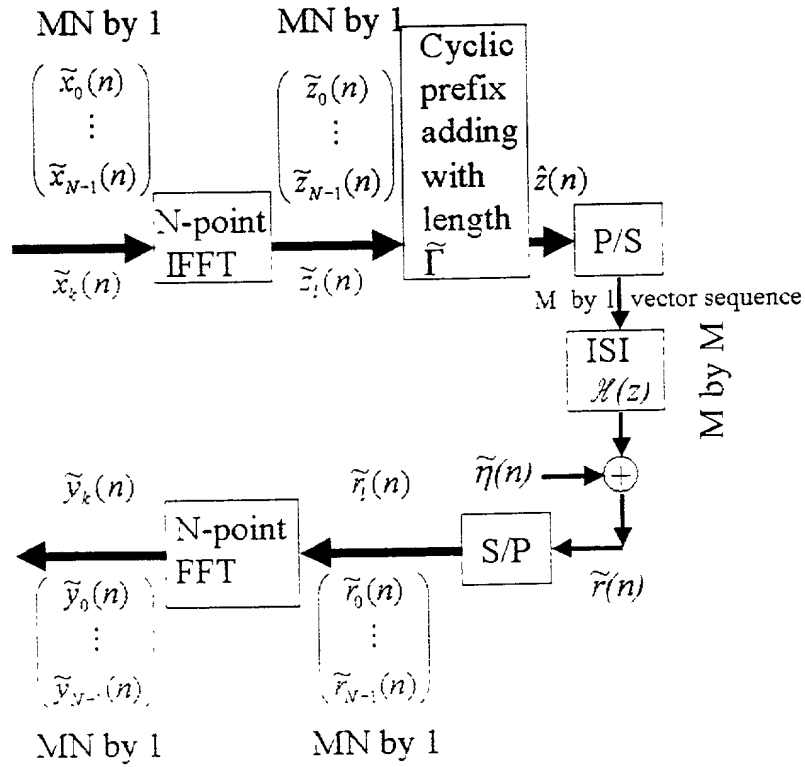 MN by 1
MN by 1
x̃₀(n)
⋮
x̃_{N-1}(n)
z̃₀(n)
⋮
z̃_{N-1}(n)
Cyclic
prefix
adding
with
length
Γ̃
N-point
IFFT
x̃ₖ(n)
z̃ₗ(n)
ẑ(n)
P/S
M by 1 vector sequence
ISI
ℋ(z)
M by M
η̃(n)
+
r̃(n)
S/P
r̃ₗ(n)
N-point
FFT
ỹₖ(n)
ỹ₀(n)
⋮
r̃₀(n)
⋮
r̃_{N-1}(n)
MN by 1
MN by 1